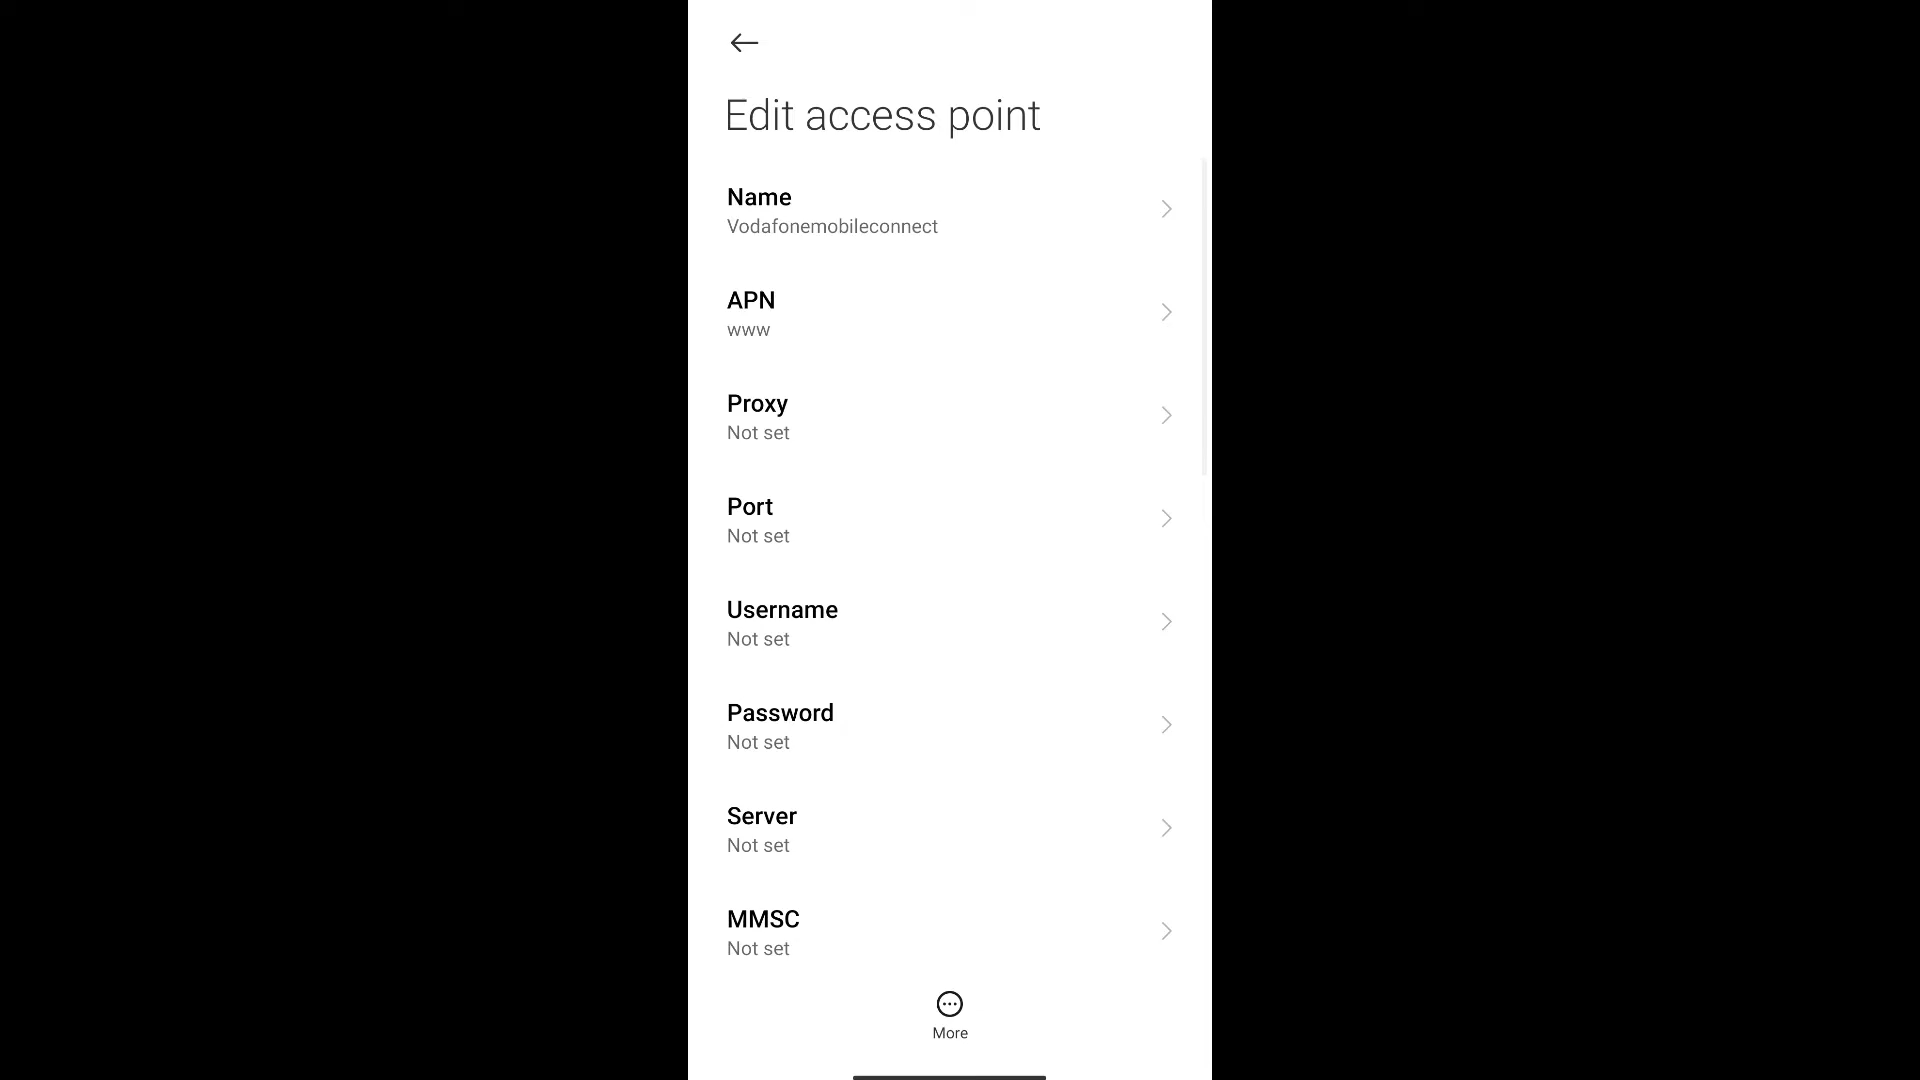 Edit access point
Name
Vodafonemobileconnect
APN
www
Proxy
Not set
Port
Not set
Username
Not set
Password
Not set
Server
Not set
MMSC
Not set
More